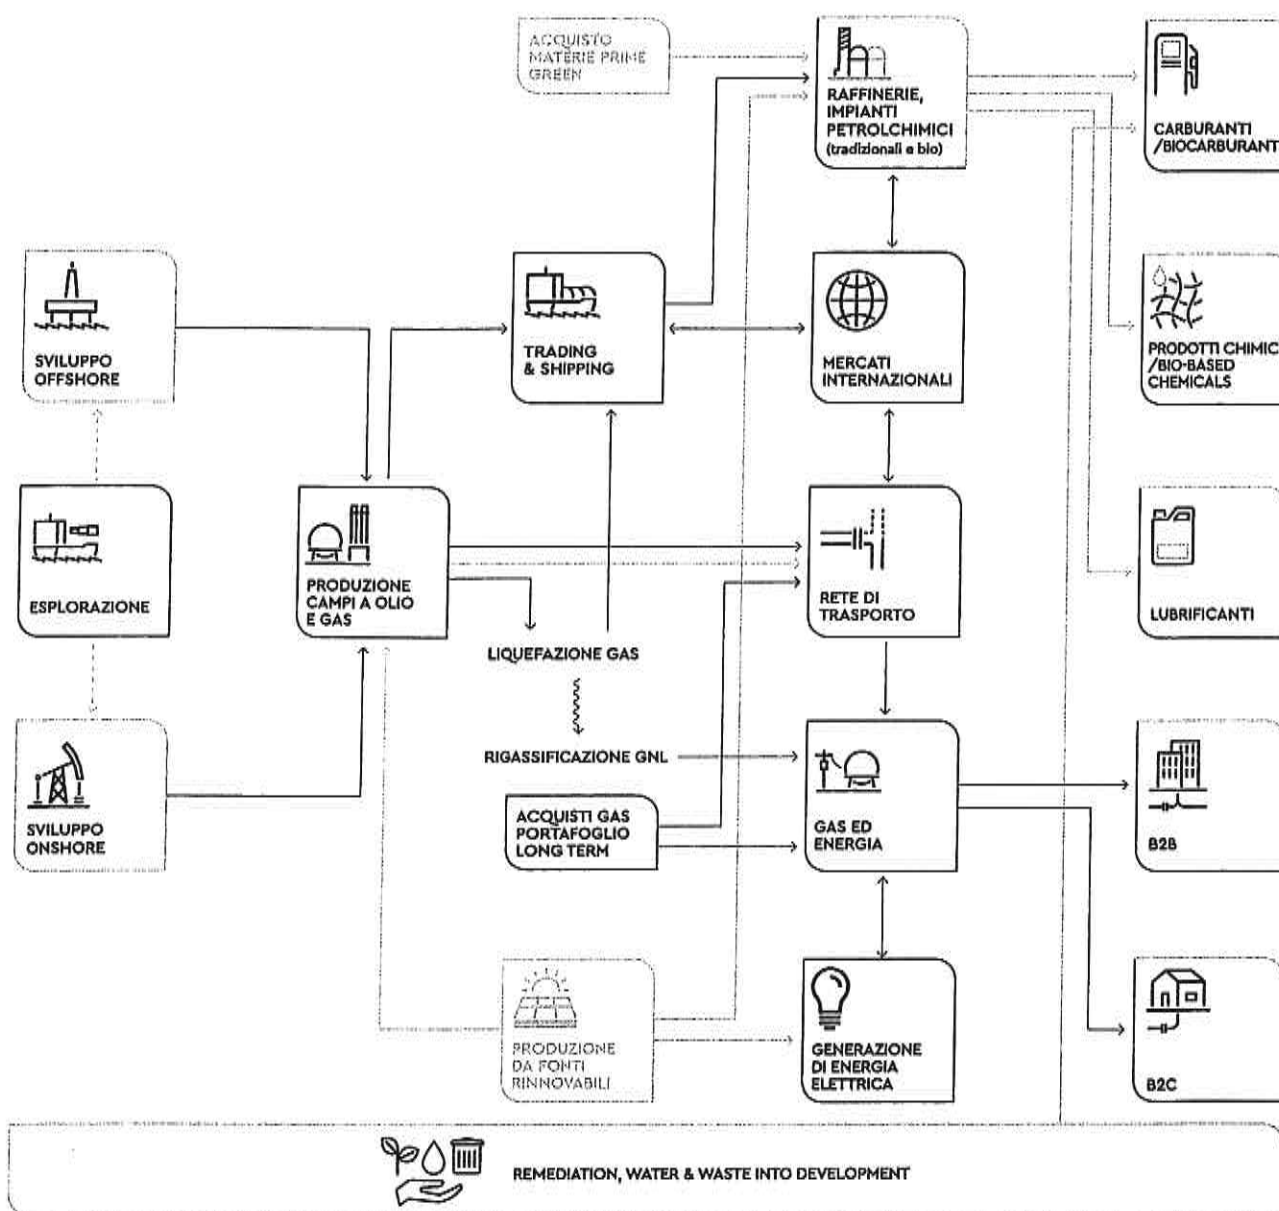 ACQUISTO
MATERIE PRIME
GREEN
RAFFINERIE,
IMPIANTI
PETROLCHIMICI
(tradizionali e bio)
CARBURANTI
/BIOCARBURANT
SVILUPPO
OFFSHORE
TRADING
& SHIPPING
MERCATI
INTERNAZIONALI
PRODOTTI CHIMIC
/BIO-BASED
CHEMICALS
ESPLORAZIONE
PRODUZIONE
CAMPI A OLIO
E GAS
RETE DI
TRASPORTO
LUBRIFICANTI
LIQUEFAZIONE GAS
RIGASSIFICAZIONE GNL
SVILUPPO
ONSHORE
ACQUISTI GAS
PORTAFOGLIO
LONG TERM
GAS ED
ENERGIA
B2B
PRODUZIONE
DA FONTI
RINNOVABILI
GENERAZIONE
DI ENERGIA
ELETTRICA
B2C
REMEDIATION, WATER & WASTE INTO DEVELOPMENT